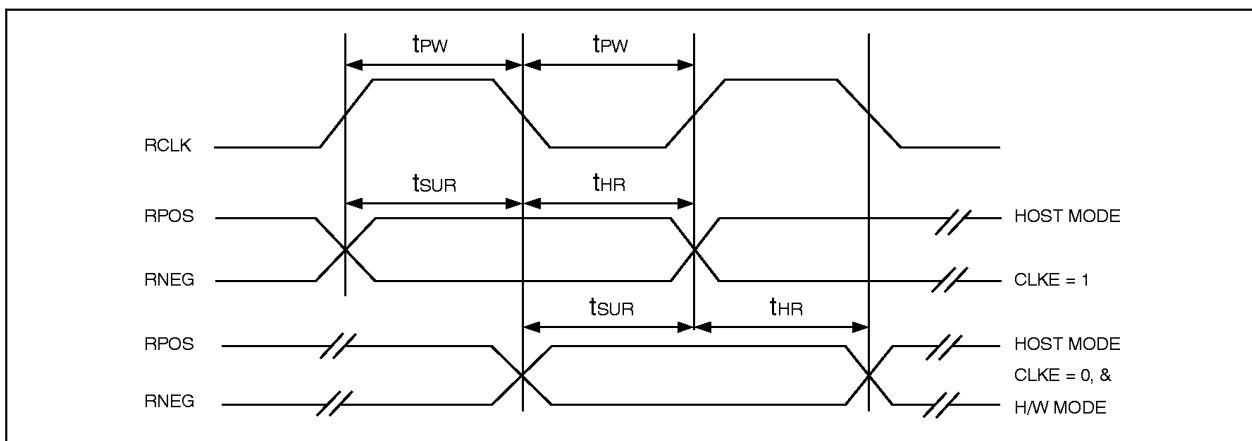 tPW tPW
RCLK
tSUR tHR
RPOS HOST MODE
RNEG CLKE = 1
tSUR tHR
RPOS HOST MODE
CLKE = 0, &
RNEG H/W MODE